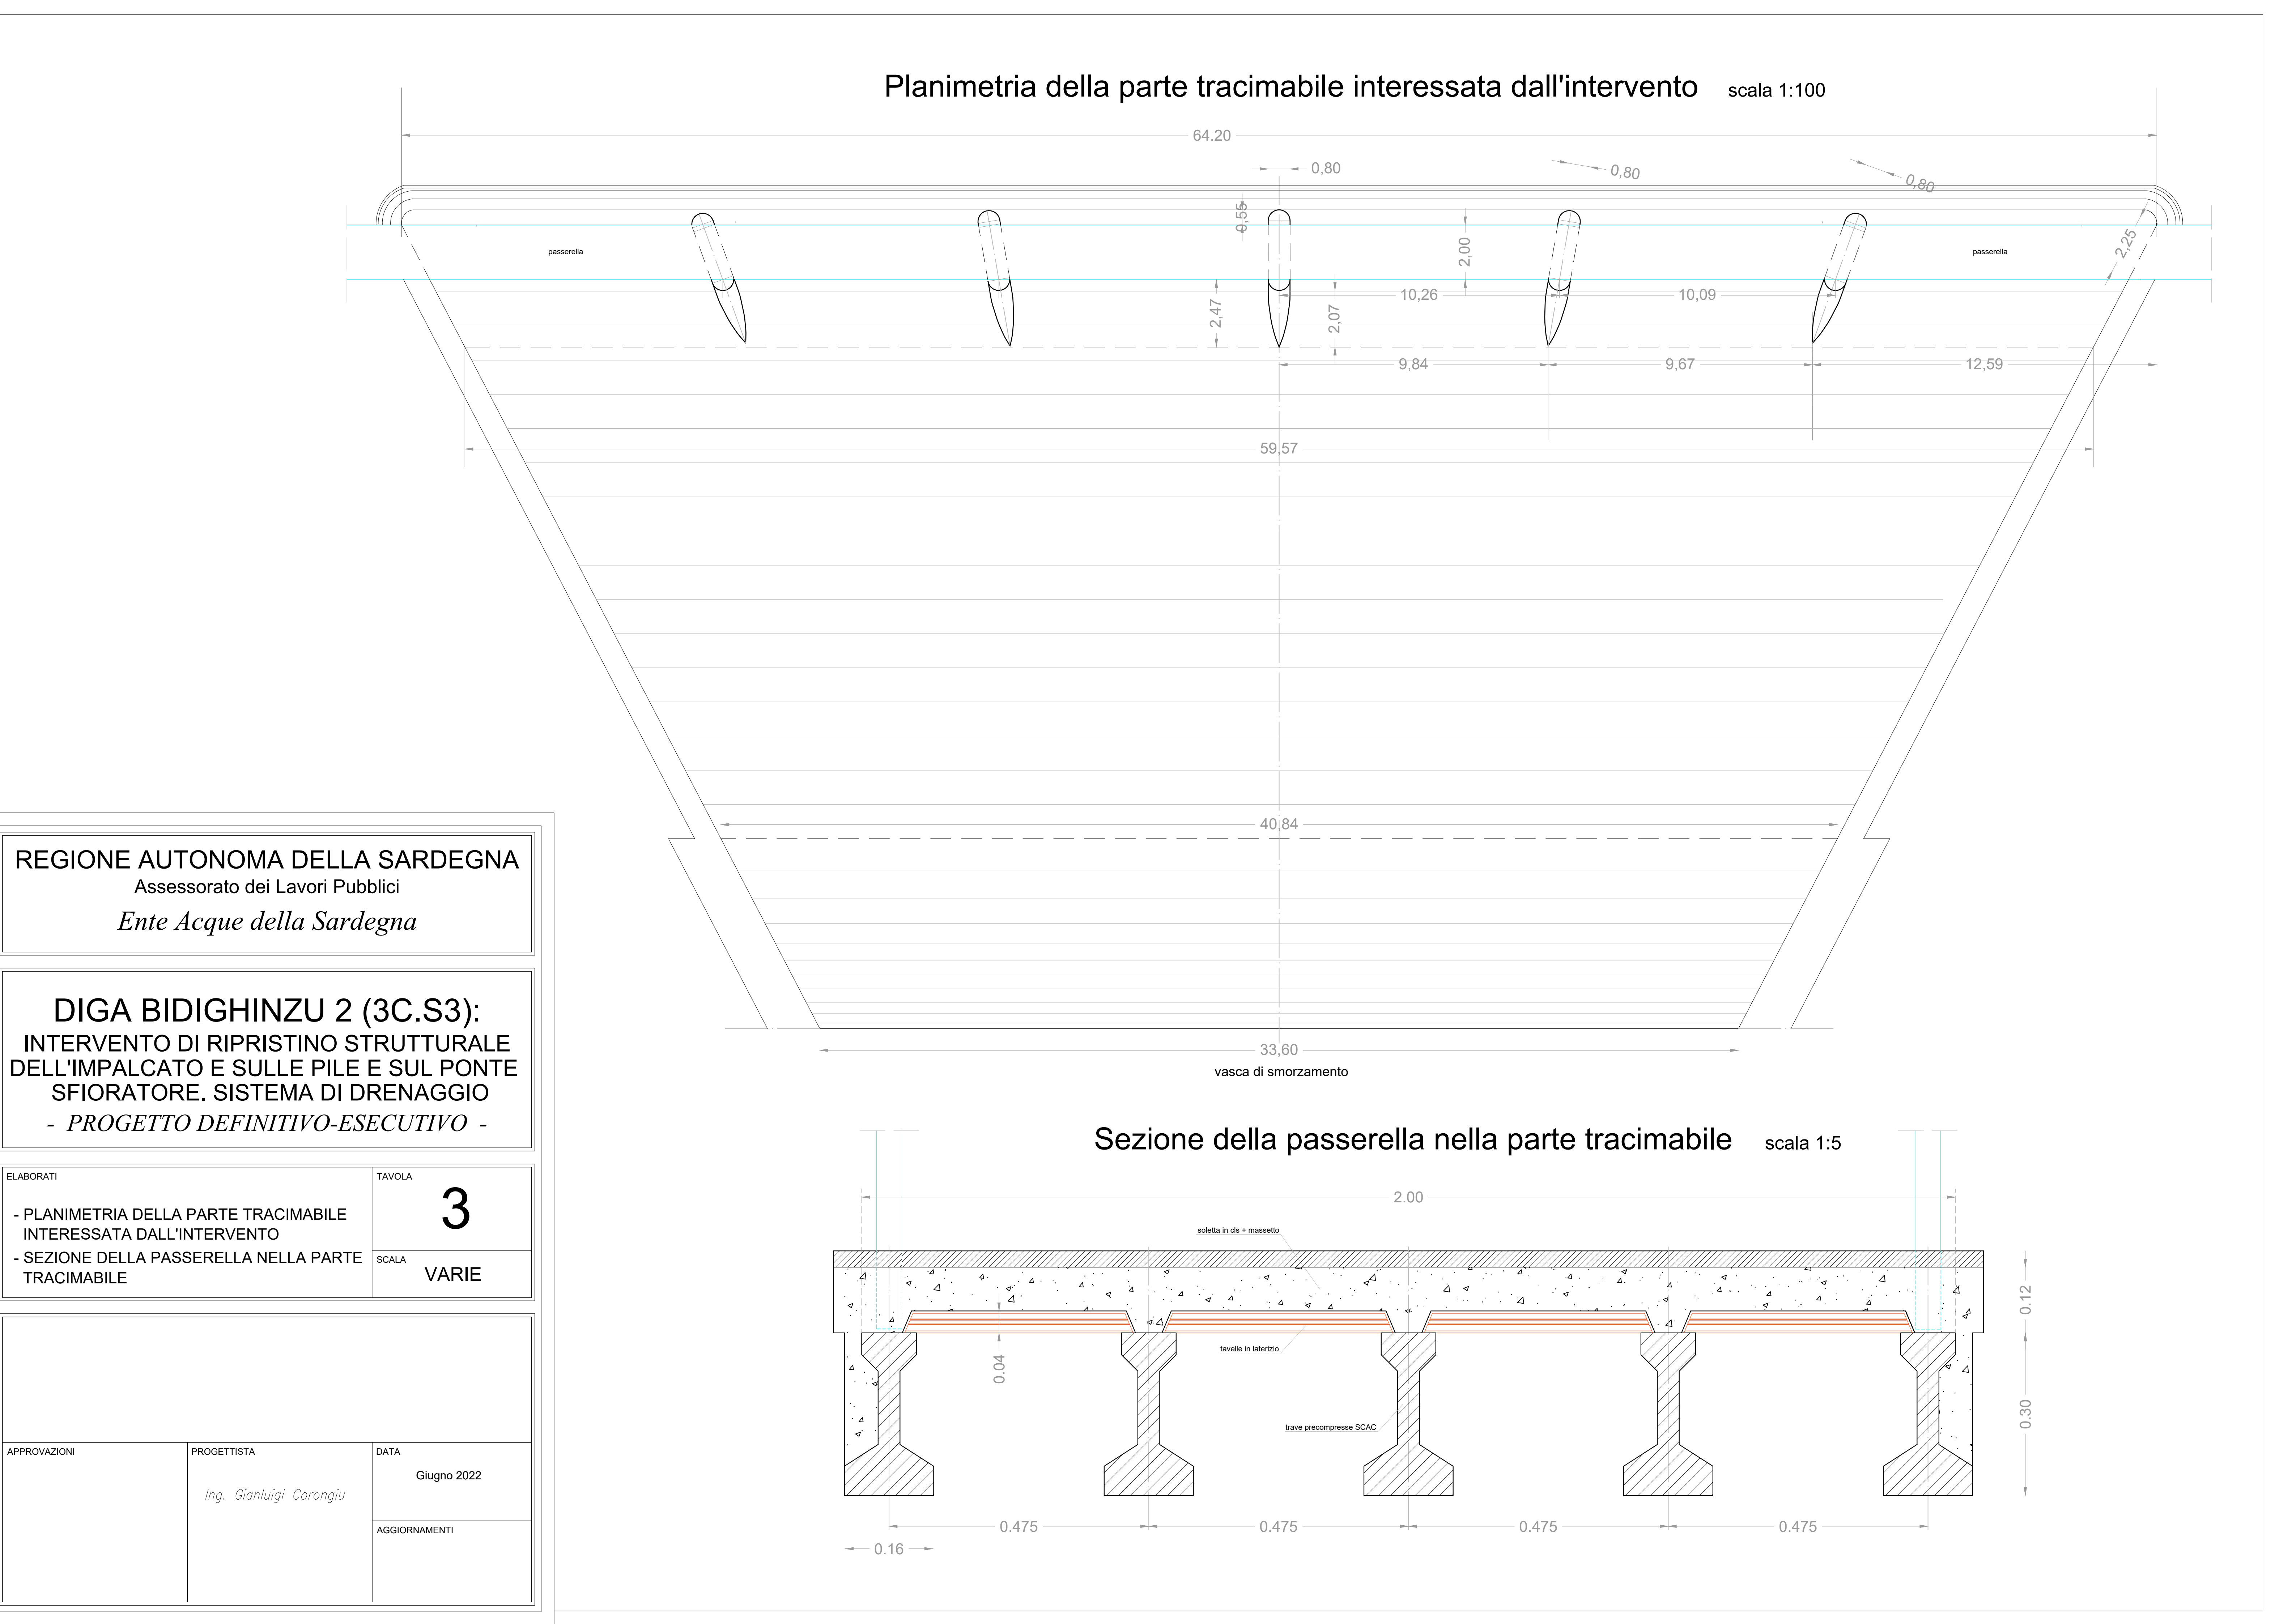 Planimetria della parte tracimabile interessata dall'intervento scala 1:100
64.20
0,80
0,80
0,80
0,55
2,00
2,25
passerella
passerella
10,26
10,09
2,47
2,07
9,84
9,67
12,59
59,57
40,84
33,60
vasca di smorzamento
REGIONE AUTONOMA DELLA SARDEGNA
Assessorato dei Lavori Pubblici
Ente Acque della Sardegna
DIGA BIDIGHINZU 2 (3C.S3):
INTERVENTO DI RIPRISTINO STRUTTURALE
DELL'IMPALCATO E SULLE PILE E SUL PONTE
SFIORATORE. SISTEMA DI DRENAGGIO
- PROGETTO DEFINITIVO-ESECUTIVO -
ELABORATI
- PLANIMETRIA DELLA PARTE TRACIMABILE
INTERESSATA DALL'INTERVENTO
- SEZIONE DELLA PASSERELLA NELLA PARTE
TRACIMABILE
TAVOLA
3
SCALA
VARIE
APPROVAZIONI
PROGETTISTA
Ing. Gianluigi Corongiu
DATA
Giugno 2022
AGGIORNAMENTI
Sezione della passerella nella parte tracimabile scala 1:5
2.00
soletta in cls + massetto
0.12
tavelle in laterizio
0.04
trave precompresse SCAC
0.30
0.475
0.475
0.475
0.475
0.16